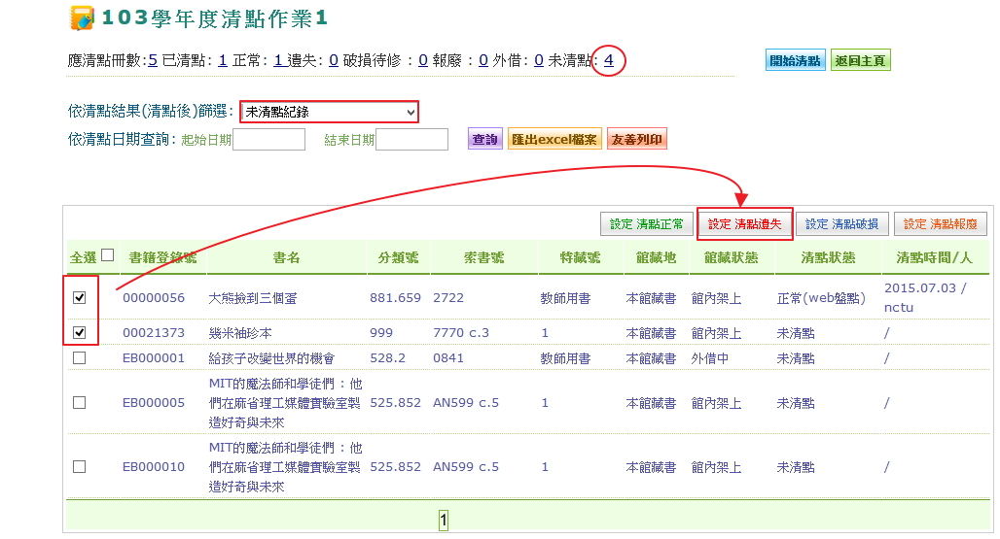 103學年度清點作業1
應清點冊數:5 已清點: 1 正常: 1 遺失: 0 破損待修 : 0 報廢 : 0 外借: 0 未清點: 4
開始清點 返回主頁
依清點結果(清點後)篩選: 未清點紀錄
依清點日期查詢: 起始日期 結束日期 查詢 匯出excel檔案 友善列印
設定 清點正常 設定 清點遺失 設定 清點破損 設定 清點報廢
全選 書籍登錄號 書名 分類號 索書號 特藏號 館藏地 館藏狀態 清點狀態 清點時間/人
00000056 大熊撿到三個蛋 881.659 2722 教師用書 本館藏書 館內架上 正常(web盤點) 2015.07.03 /
nctu
00021373 幾米袖珍本 999 7770 c.3 1 本館藏書 館內架上 未清點 /
EB000001 給孩子改變世界的機會 528.2 0841 教師用書 本館藏書 外借中 未清點 /
MIT的魔法師和學徒們 : 他
EB000005 們在麻省理工媒體實驗室製 525.852 AN599 c.5 1 本館藏書 館內架上 未清點 /
造好奇與未來
MIT的魔法師和學徒們 : 他
EB000010 們在麻省理工媒體實驗室製 525.852 AN599 c.5 1 本館藏書 館內架上 未清點 /
造好奇與未來
1